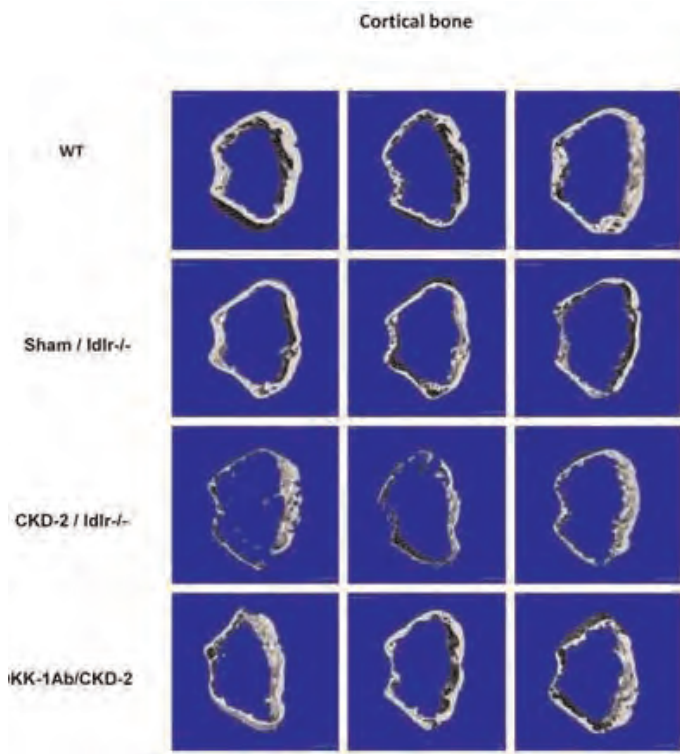 Cortical bone
WT
Sham / ldlr-/-
CKD-2 / ldlr-/-
KK-1Ab/CKD-2